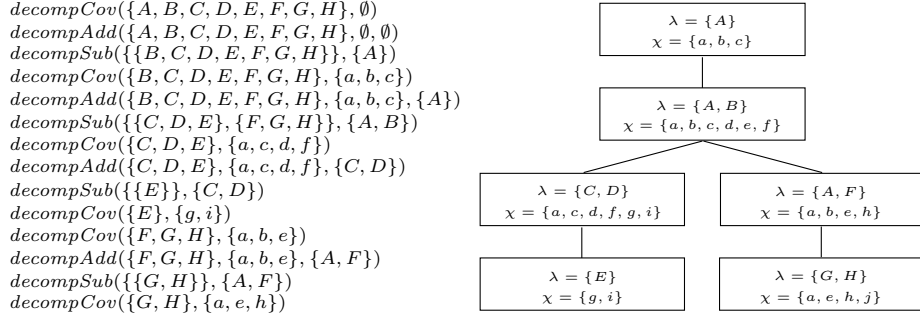 decompCov({A, B, C, D, E, F, G, H}, ∅)
decompAdd({A, B, C, D, E, F, G, H}, ∅, ∅)
decompSub({{B, C, D, E, F, G, H}}, {A})
decompCov({B, C, D, E, F, G, H}, {a, b, c})
decompAdd({B, C, D, E, F, G, H}, {a, b, c}, {A})
decompSub({{C, D, E}, {F, G, H}}, {A, B})
decompCov({C, D, E}, {a, c, d, f})
decompAdd({C, D, E}, {a, c, d, f}, {C, D})
decompSub({{E}}, {C, D})
decompCov({E}, {g, i})
decompCov({F, G, H}, {a, b, e})
decompAdd({F, G, H}, {a, b, e}, {A, F})
decompSub({{G, H}}, {A, F})
decompCov({G, H}, {a, e, h})
λ = {A}
χ = {a, b, c}
λ = {A, B}
χ = {a, b, c, d, e, f}
λ = {C, D}
χ = {a, c, d, f, g, i}
λ = {A, F}
χ = {a, b, e, h}
λ = {E}
χ = {g, i}
λ = {G, H}
χ = {a, e, h, j}